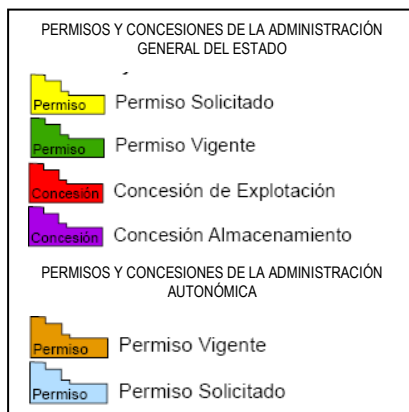 PERMISOS Y CONCESIONES DE LA ADMINISTRACIÓN
GENERAL DEL ESTADO
Permiso Permiso Solicitado
Permiso Permiso Vigente
Concesión Concesión de Explotación
Concesión Concesión Almacenamiento
PERMISOS Y CONCESIONES DE LA ADMINISTRACIÓN
AUTONÓMICA
Permiso Permiso Vigente
Permiso Permiso Solicitado